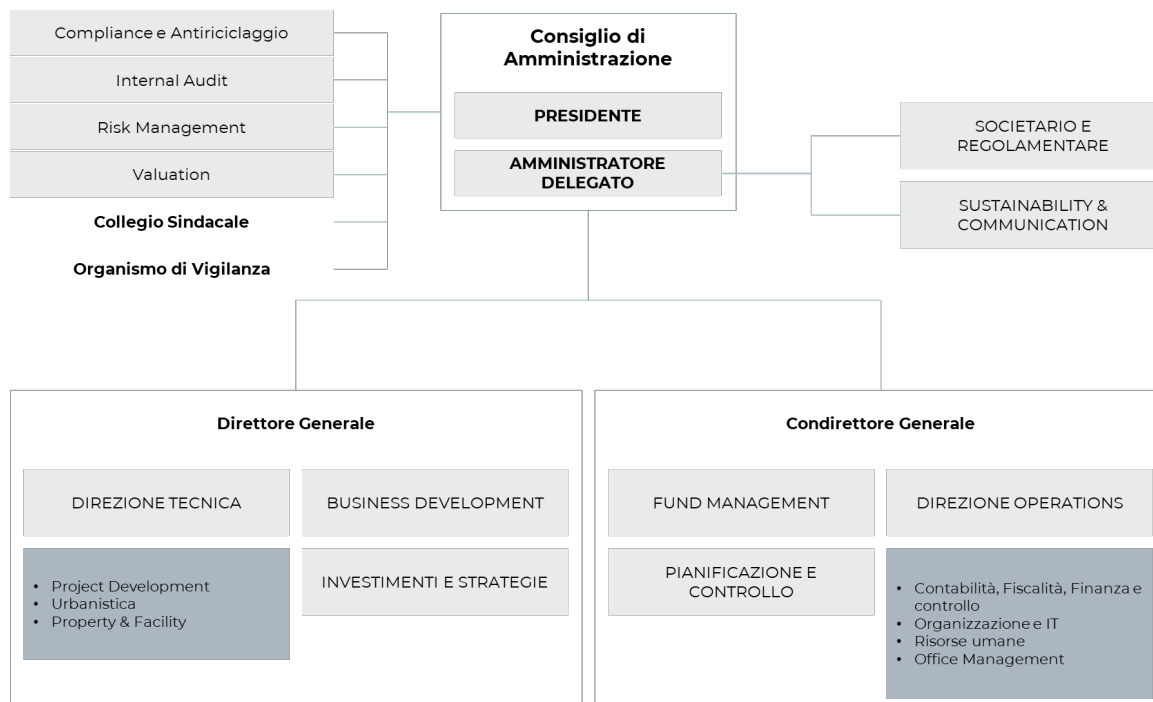 Compliance e Antiriciclaggio
Internal Audit
Risk Management
Valuation
Collegio Sindacale
Organismo di Vigilanza
Consiglio di
Amministrazione
PRESIDENTE
AMMINISTRATORE
DELEGATO
SOCIETARIO E
REGOLAMENTARE
SUSTAINABILITY &
COMMUNICATION
Direttore Generale
DIREZIONE TECNICA
BUSINESS DEVELOPMENT
• Project Development
• Urbanistica
• Property & Facility
INVESTIMENTI E STRATEGIE
Condirettore Generale
FUND MANAGEMENT
DIREZIONE OPERATIONS
PIANIFICAZIONE E
CONTROLLO
• Contabilità, Fiscalità, Finanza e
controllo
• Organizzazione e IT
• Risorse umane
• Office Management